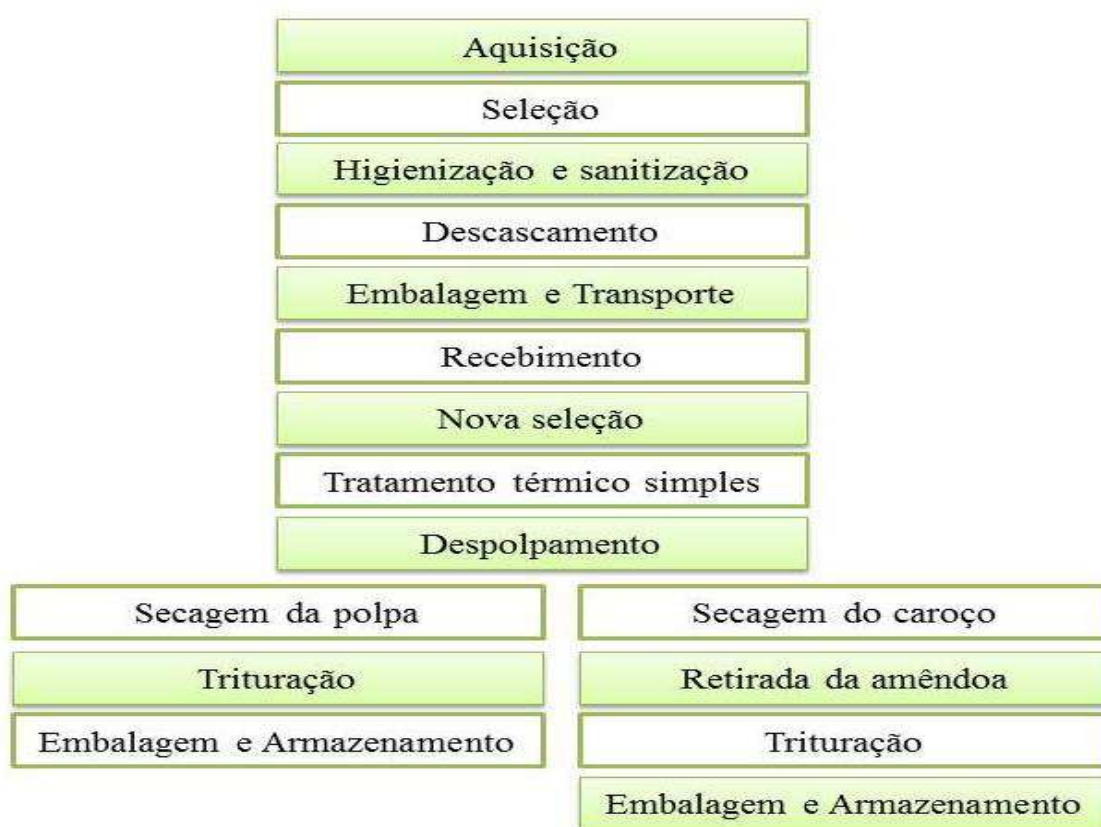 Aquisição
Seleção
Higienização e sanitização
Descascamento
Embalagem e Transporte
Recebimento
Nova seleção
Tratamento térmico simples
Despolpamento
Secagem da polpa
Trituração
Embalagem e Armazenamento
Secagem do caroço
Retirada da amêndoa
Trituração
Embalagem e Armazenamento